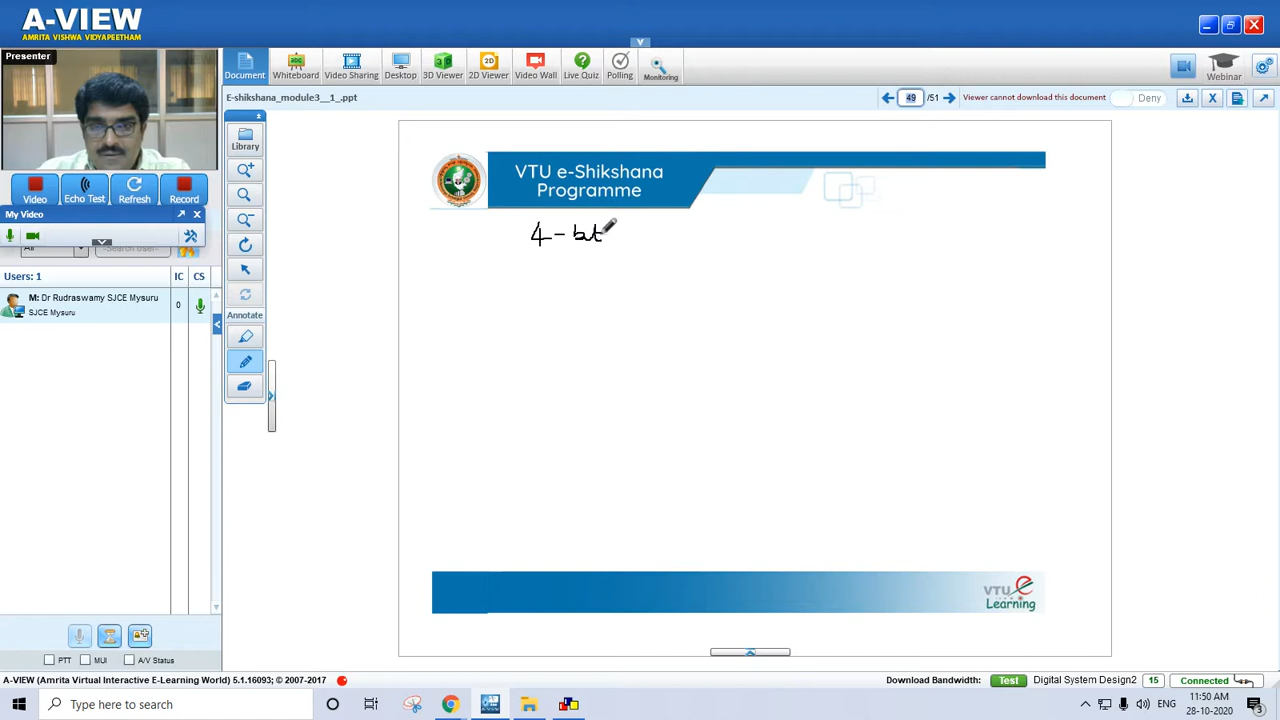 A-VIEW
AMRITA VISHWA VIDYAPEETHAM
Presenter
Document
Whiteboard
Video Sharing
Desktop
3D Viewer
2D Viewer
Video Wall
Live Quiz
Polling
Monitoring
Webinar
E-shikshana_module3__1_.ppt
49 /51
Viewer cannot download this document
Deny
Library
VTU e-Shikshana
Programme
4 - bit
Video
Echo Test
Refresh
Record
My Video
All
Search User
Users: 1
IC
CS
M: Dr Rudraswamy SJCE Mysuru
SJCE Mysuru
0
Annotate
VTU e
Learning
PTT
MUI
A/V Status
A-VIEW (Amrita Virtual Interactive E-Learning World) 5.1.16093; © 2007-2017
Download Bandwidth:
Test
Digital System Design2
15
Connected
Type here to search
ENG
11:50 AM
28-10-2020
3